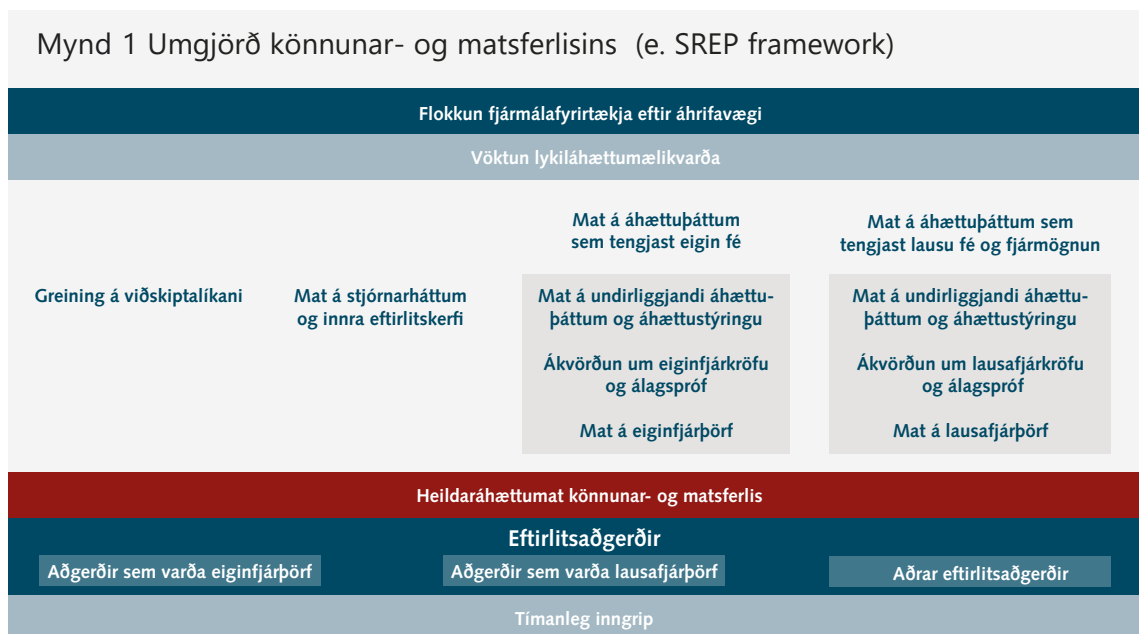 Mynd 1 Umgjörð könnunar- og matsferlisins (e. SREP framework)
Flokkun fjármálafyrirtækja eftir áhrifavægi
Vöktun lykiláhættumælikvarða
Greining á viðskiptalíkani
Mat á stjórnarháttum
og innra eftirlitskerfi
Mat á áhættuþáttum
sem tengjast eigin fé
Mat á undirliggjandi áhættu-
þáttum og áhættustýringu
Ákvörðun um eiginfjárkröfu
og álagspróf
Mat á eiginfjárþörf
Mat á áhættuþáttum sem
tengjast lausu fé og fjármögnun
Mat á undirliggjandi áhættu-
þáttum og áhættustýringu
Ákvörðun um lausafjárkröfu
og álagspróf
Mat á lausafjárþörf
Heildaráhættumat könnunar- og matsferlis
Eftirlitsaðgerðir
Aðgerðir sem varða eiginfjárþörf
Aðgerðir sem varða lausafjárþörf
Aðrar eftirlitsaðgerðir
Tímanleg inngrip